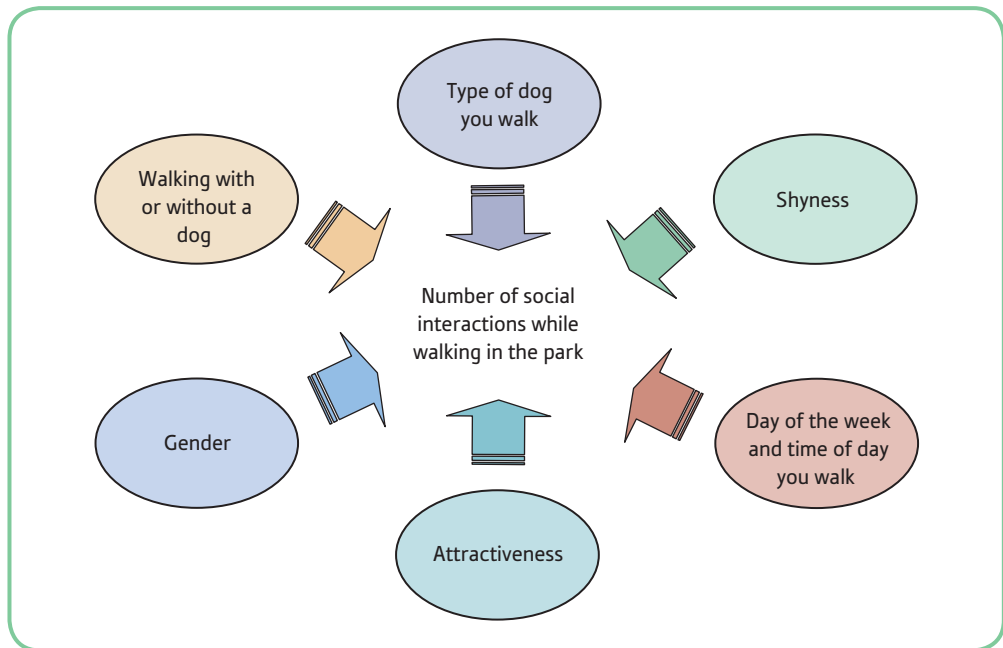 Type of dog
you walk
Walking with
or without a
dog
Shyness
Number of social
interactions while
walking in the park
Gender
Day of the week
and time of day
you walk
Attractiveness